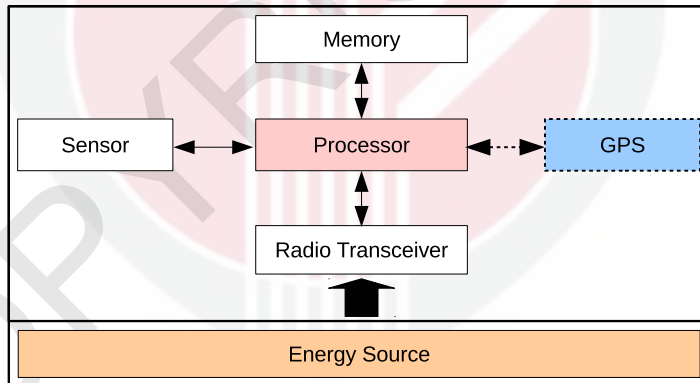 Memory
Sensor
Processor
GPS
Radio Transceiver
Energy Source